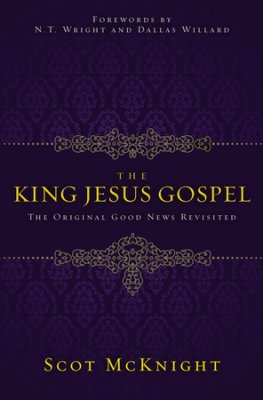 Forewords by
N.T. Wright and Dallas Willard
The
King Jesus Gospel
The Original Good News Revisited
Scot McKnight